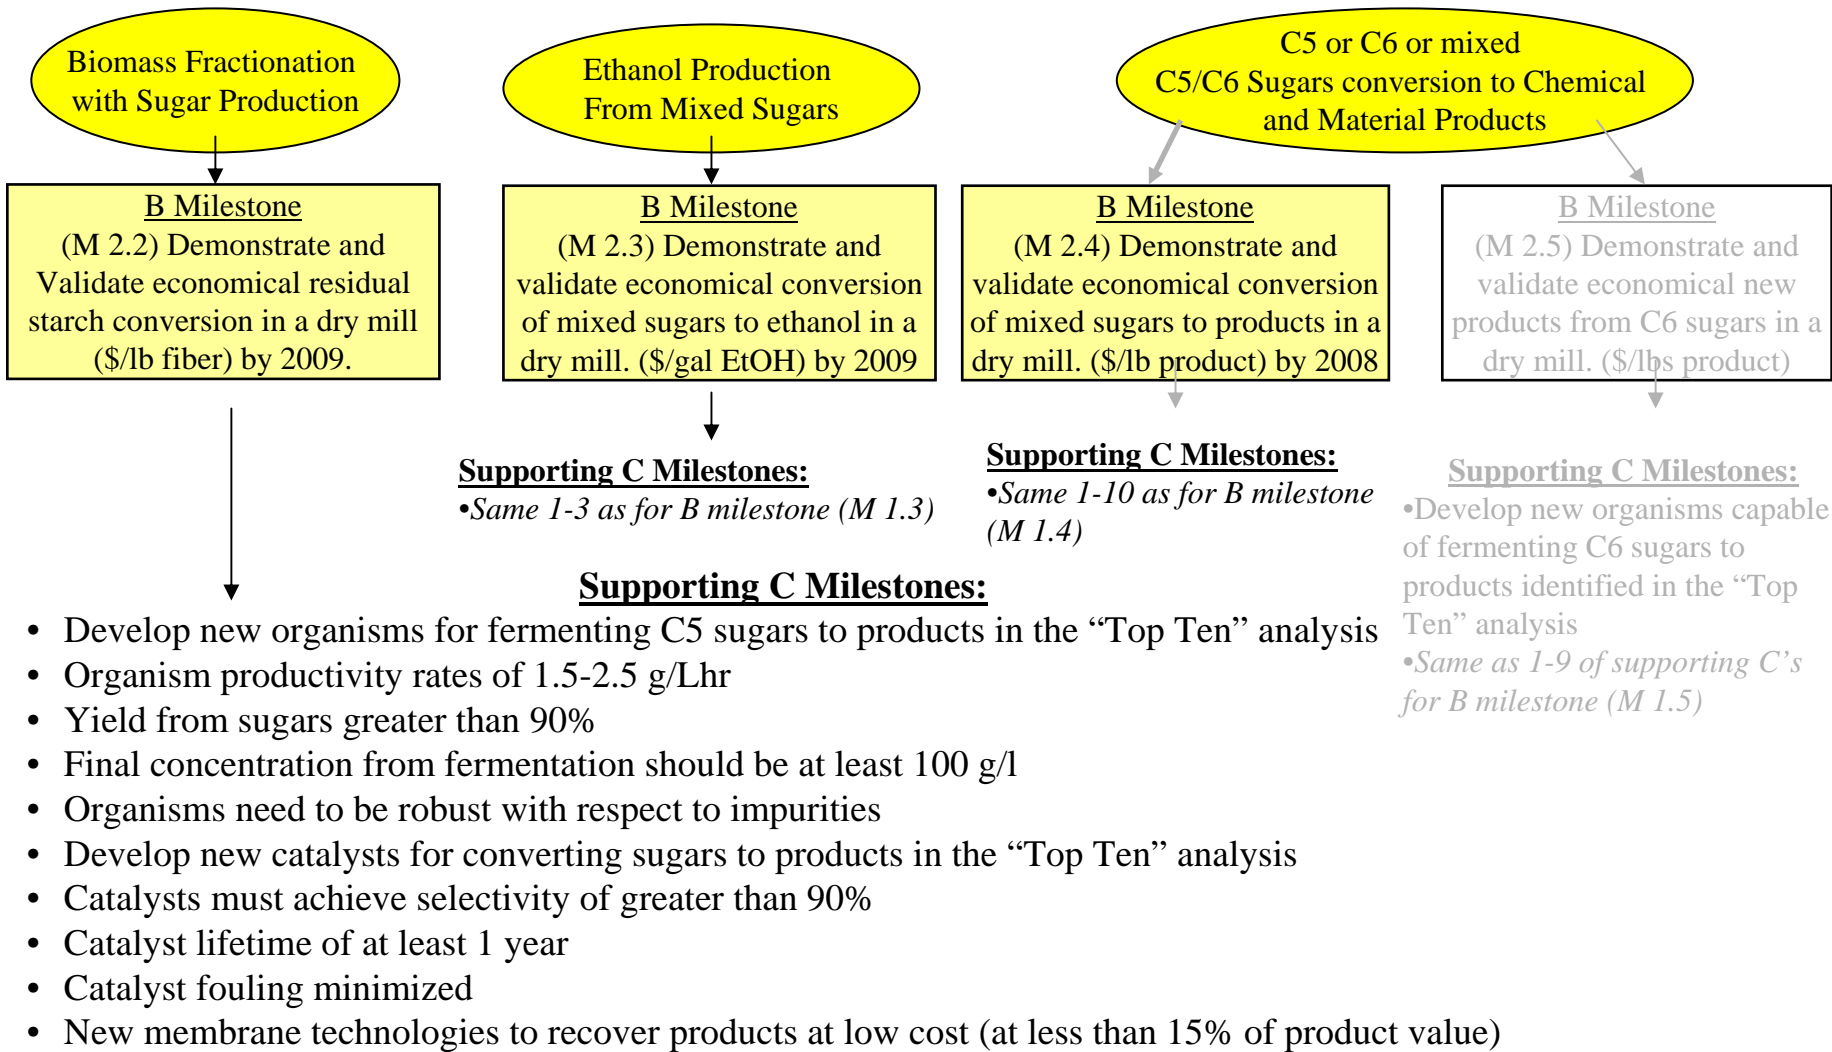 Biomass Fractionation
with Sugar Production
Ethanol Production
From Mixed Sugars
C5 or C6 or mixed
C5/C6 Sugars conversion to Chemical
and Material Products
B Milestone
(M 2.2) Demonstrate and
Validate economical residual
starch conversion in a dry mill
($/lb fiber) by 2009.
B Milestone
(M 2.3) Demonstrate and
validate economical conversion
of mixed sugars to ethanol in a
dry mill. ($/gal EtOH) by 2009
B Milestone
(M 2.4) Demonstrate and
validate economical conversion
of mixed sugars to products in a
dry mill. ($/lb product) by 2008
B Milestone
(M 2.5) Demonstrate and
validate economical new
products from C6 sugars in a
dry mill. ($/lbs product)
Supporting C Milestones:
•Same 1-3 as for B milestone (M 1.3)
Supporting C Milestones:
•Same 1-10 as for B milestone
(M 1.4)
Supporting C Milestones:
•Develop new organisms capable
of fermenting C6 sugars to
products identified in the “Top
Ten” analysis
•Same as 1-9 of supporting C’s
for B milestone (M 1.5)
Supporting C Milestones:
• Develop new organisms for fermenting C5 sugars to products in the “Top Ten” analysis
• Organism productivity rates of 1.5-2.5 g/Lhr
• Yield from sugars greater than 90%
• Final concentration from fermentation should be at least 100 g/l
• Organisms need to be robust with respect to impurities
• Develop new catalysts for converting sugars to products in the “Top Ten” analysis
• Catalysts must achieve selectivity of greater than 90%
• Catalyst lifetime of at least 1 year
• Catalyst fouling minimized
• New membrane technologies to recover products at low cost (at less than 15% of product value)